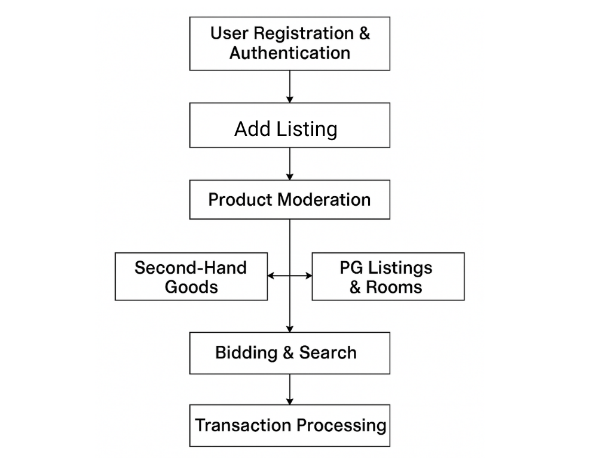 User Registration &
Authentication
Add Listing
Product Moderation
Second-Hand
Goods
PG Listings
& Rooms
Bidding & Search
Transaction Processing